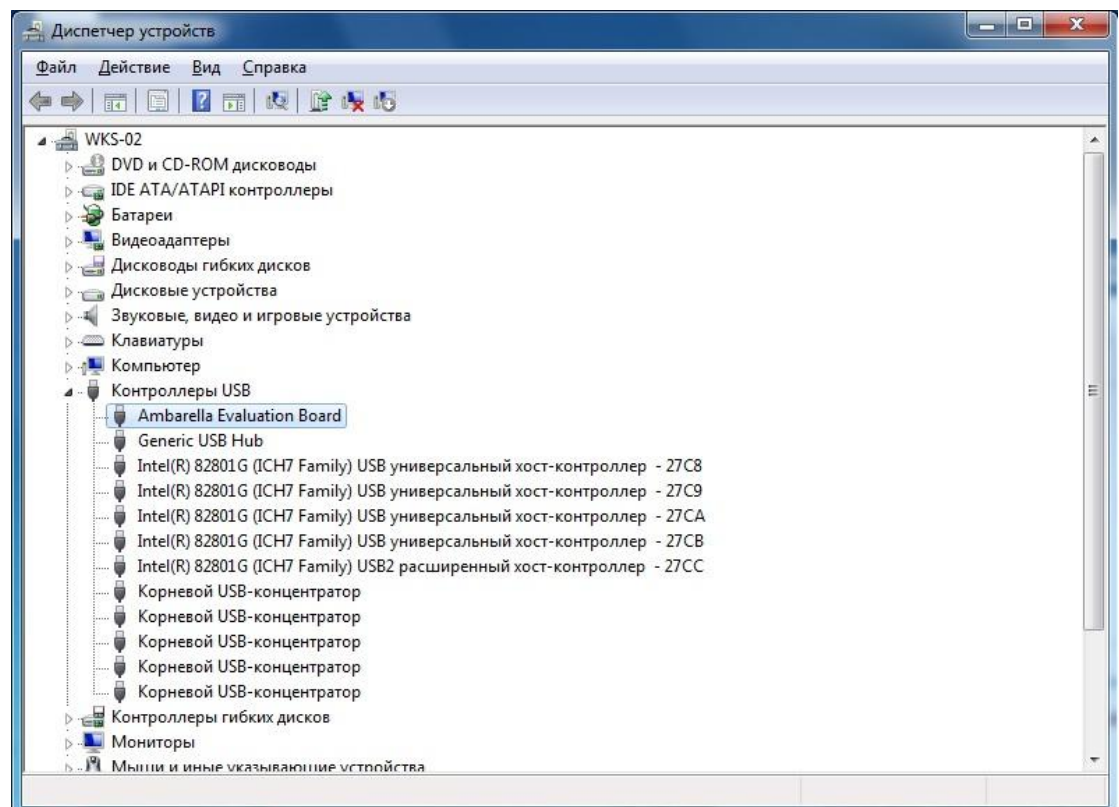 Диспетчер устройств
Файл Действие Вид Справка
WKS-02
DVD и CD-ROM дисководы
IDE ATA/ATAPI контроллеры
Батареи
Видеоадаптеры
Дисководы гибких дисков
Дисковые устройства
Звуковые, видео и игровые устройства
Клавиатуры
Компьютер
Контроллеры USB
Ambarella Evaluation Board
Generic USB Hub
Intel(R) 82801G (ICH7 Family) USB универсальный хост-контроллер - 27C8
Intel(R) 82801G (ICH7 Family) USB универсальный хост-контроллер - 27C9
Intel(R) 82801G (ICH7 Family) USB универсальный хост-контроллер - 27CA
Intel(R) 82801G (ICH7 Family) USB универсальный хост-контроллер - 27CB
Intel(R) 82801G (ICH7 Family) USB2 расширенный хост-контроллер - 27CC
Корневой USB-концентратор
Корневой USB-концентратор
Корневой USB-концентратор
Корневой USB-концентратор
Корневой USB-концентратор
Контроллеры гибких дисков
Мониторы
Мыши и иные указывающие устройства